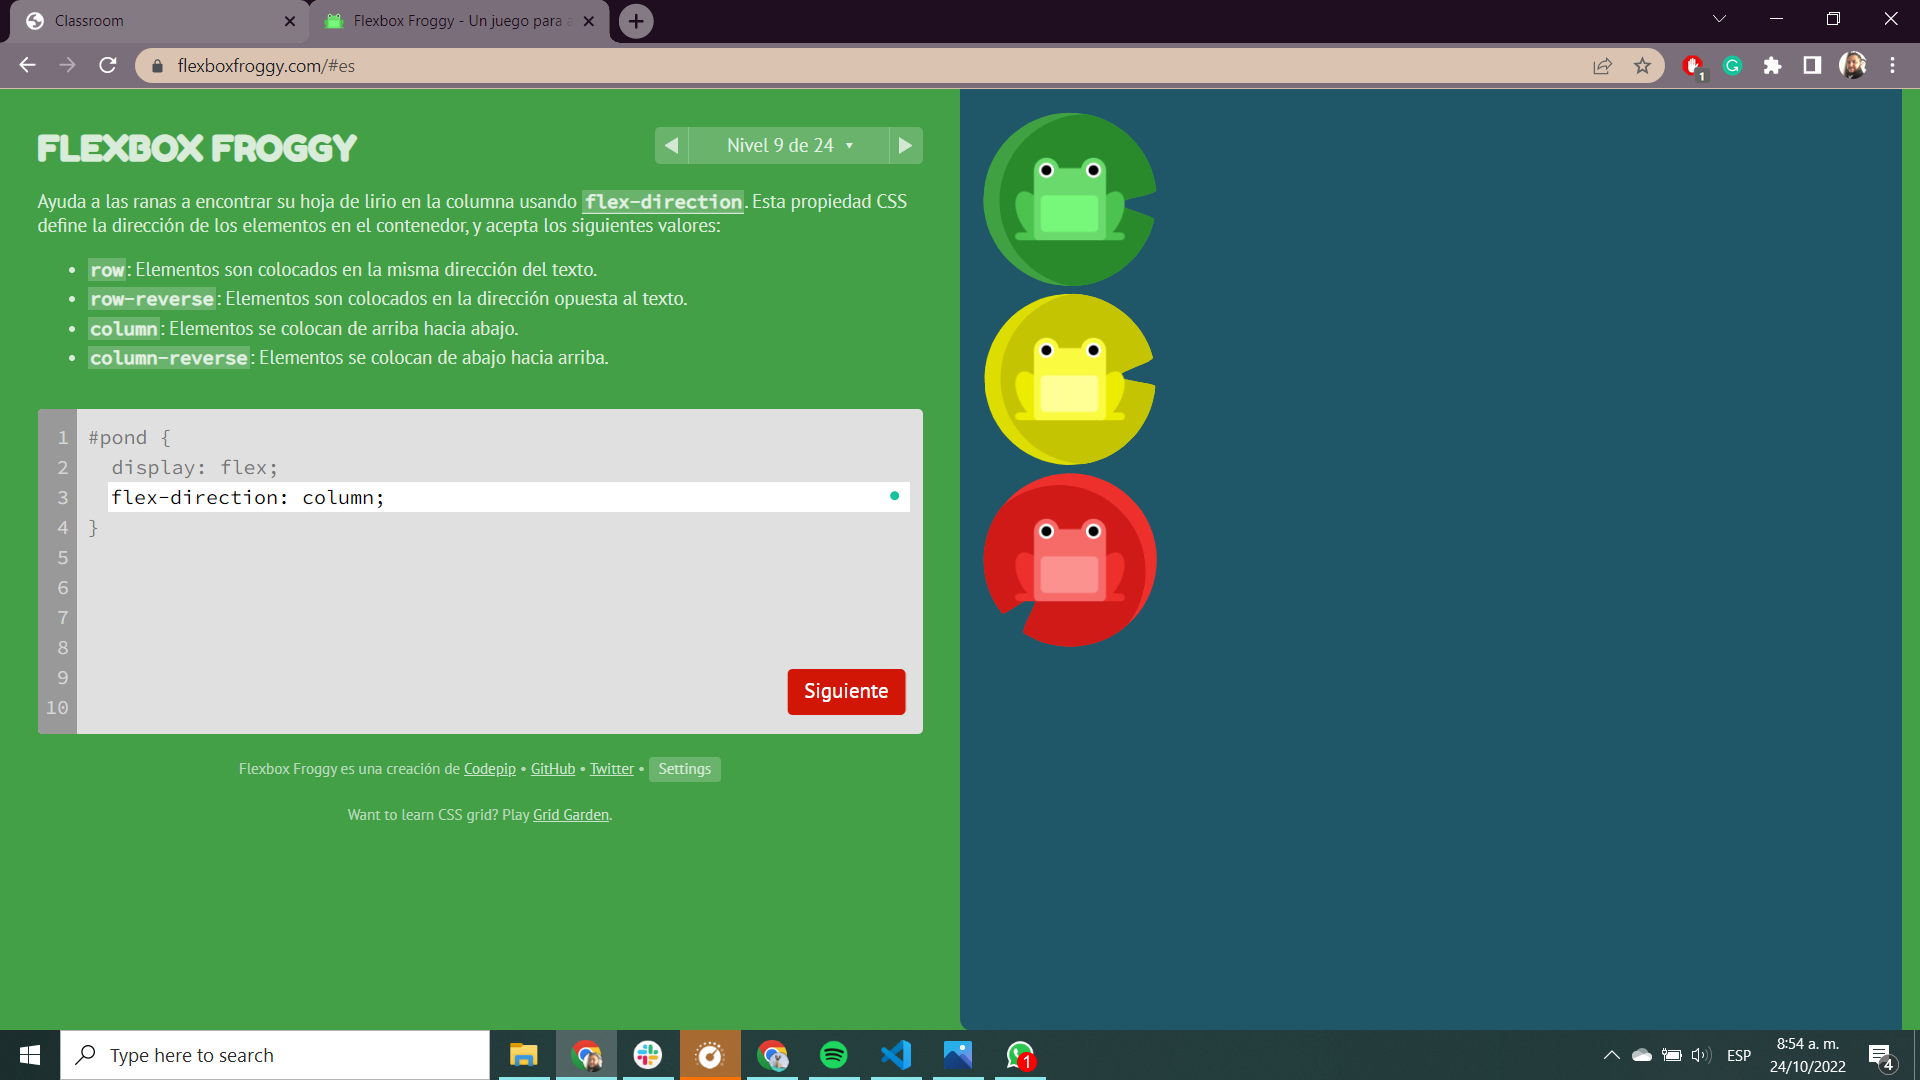 Classroom
Flexbox Froggy - Un juego para a
flexboxfroggy.com/#es
1
FLEXBOX FROGGY
Nivel 9 de 24
Ayuda a las ranas a encontrar su hoja de lirio en la columna usando flex-direction. Esta propiedad CSS
define la dirección de los elementos en el contenedor, y acepta los siguientes valores:
row: Elementos son colocados en la misma dirección del texto.
row-reverse: Elementos son colocados en la dirección opuesta al texto.
column: Elementos se colocan de arriba hacia abajo.
column-reverse: Elementos se colocan de abajo hacia arriba.
1 #pond {
2 display: flex;
3 flex-direction: column;
4 }
5
6
7
8
9
10
Siguiente
Flexbox Froggy es una creación de Codepip • GitHub • Twitter • Settings
Want to learn CSS grid? Play Grid Garden.
Type here to search
1
ESP
8:54 a. m.
24/10/2022
4